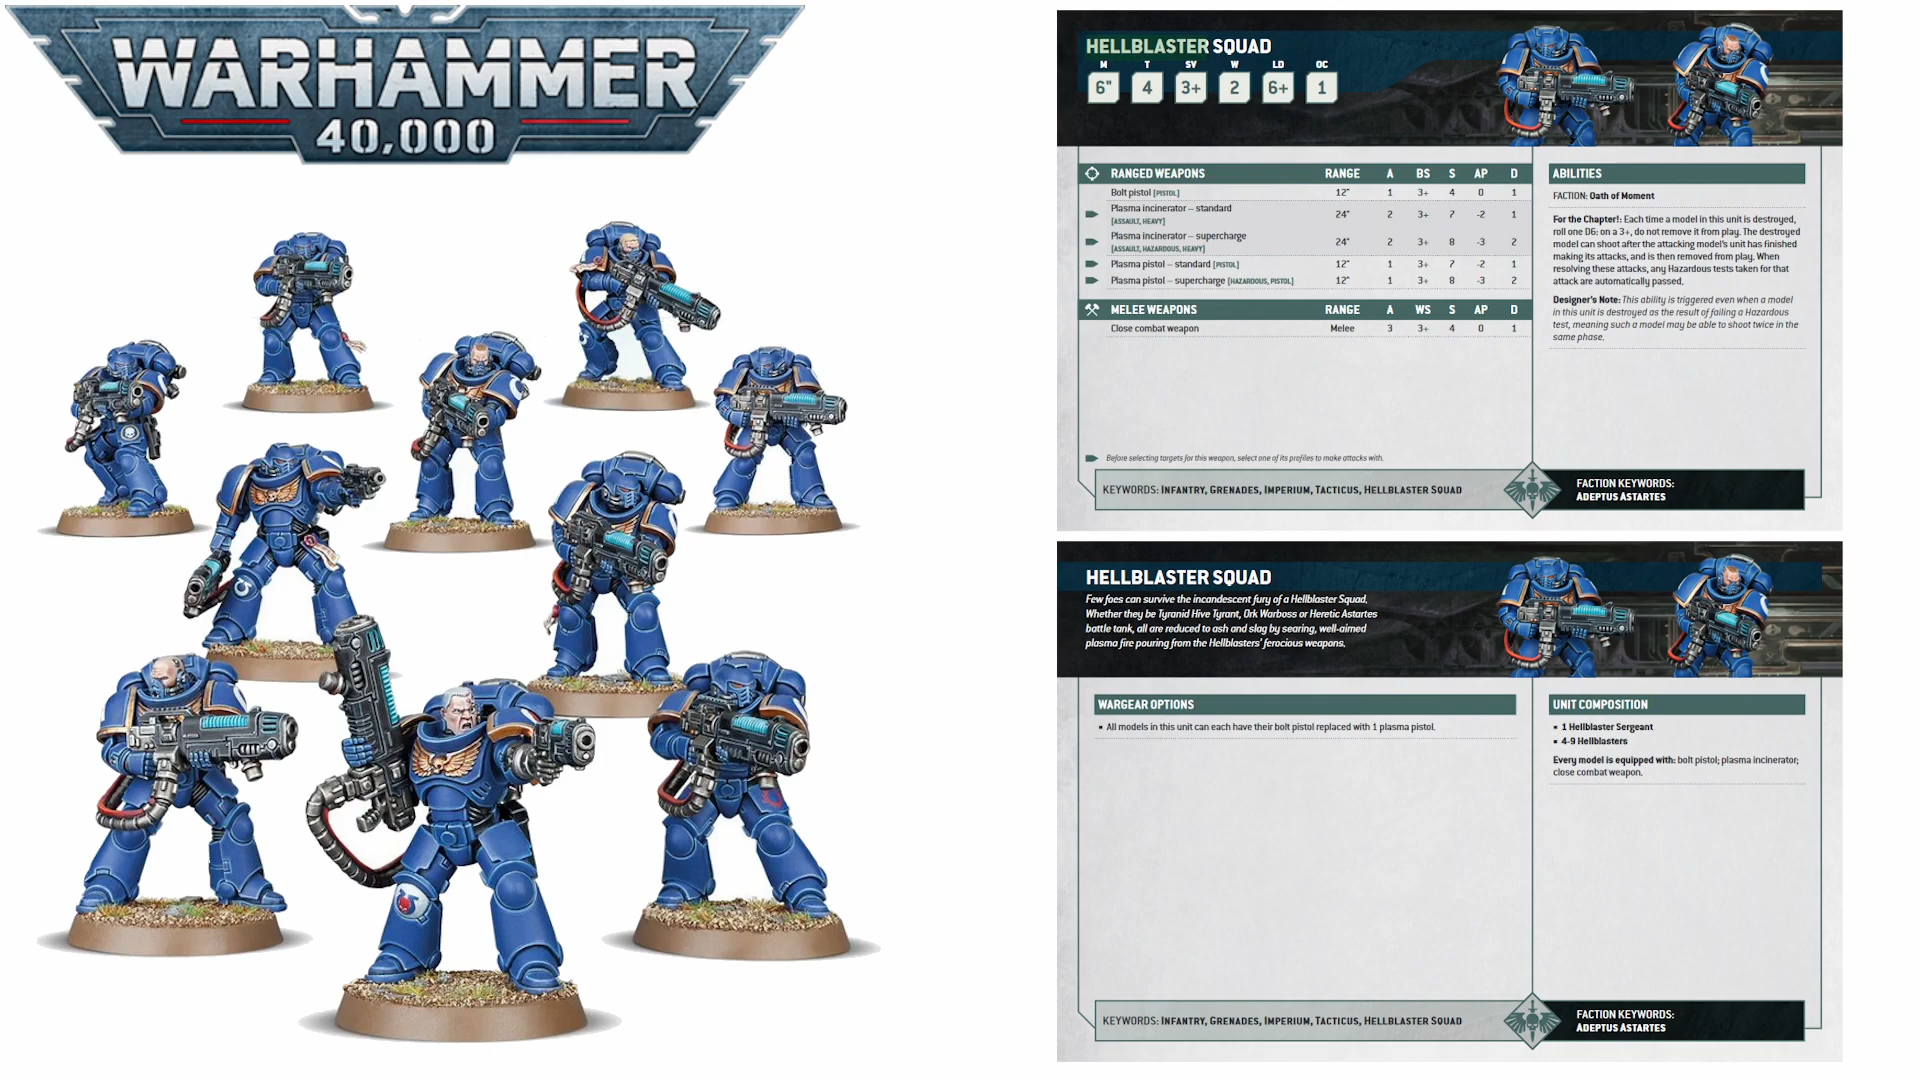 WARHAMMER
40,000
HELLBLASTER SQUAD
M T SV W LD OC
6" 4 3+ 2 6+ 1
RANGED WEAPONS RANGE A BS S AP D
Bolt pistol [PISTOL] 12" 1 3+ 4 0 1
Plasma incinerator – standard
[ASSAULT, HEAVY] 24" 2 3+ 7 -2 1
Plasma incinerator – supercharge
[ASSAULT, HAZARDOUS, HEAVY] 24" 2 3+ 8 -3 2
Plasma pistol – standard [PISTOL] 12" 1 3+ 7 -2 1
Plasma pistol – supercharge [HAZARDOUS, PISTOL] 12" 1 3+ 8 -3 2
MELEE WEAPONS RANGE A WS S AP D
Close combat weapon Melee 3 3+ 4 0 1
Before selecting targets for this weapon, select one of its profiles to make attacks with.
ABILITIES
FACTION: Oath of Moment
For the Chapter!: Each time a model in this unit is destroyed,
roll one D6: on a 3+, do not remove it from play. The destroyed
model can shoot after the attacking model's unit has finished
making its attacks, and is then removed from play. When
resolving these attacks, any Hazardous tests taken for that
attack are automatically passed.
Designer's Note: This ability is triggered even when a model
in this unit is destroyed as the result of failing a Hazardous
test, meaning such a model may be able to shoot twice in the
same phase.
KEYWORDS: INFANTRY, GRENADES, IMPERIUM, TACTICUS, HELLBLASTER SQUAD
FACTION KEYWORDS:
ADEPTUS ASTARTES
HELLBLASTER SQUAD
Few foes can survive the incandescent fury of a Hellblaster Squad.
Whether they be Tyranid Hive Tyrant, Ork Warboss or Heretic Astartes
battle tank, all are reduced to ash and slag by searing, well-aimed
plasma fire pouring from the Hellblasters' ferocious weapons.
WARGEAR OPTIONS
▪ All models in this unit can each have their bolt pistol replaced with 1 plasma pistol.
UNIT COMPOSITION
▪ 1 Hellblaster Sergeant
▪ 4-9 Hellblasters
Every model is equipped with: bolt pistol; plasma incinerator;
close combat weapon.
KEYWORDS: INFANTRY, GRENADES, IMPERIUM, TACTICUS, HELLBLASTER SQUAD
FACTION KEYWORDS:
ADEPTUS ASTARTES